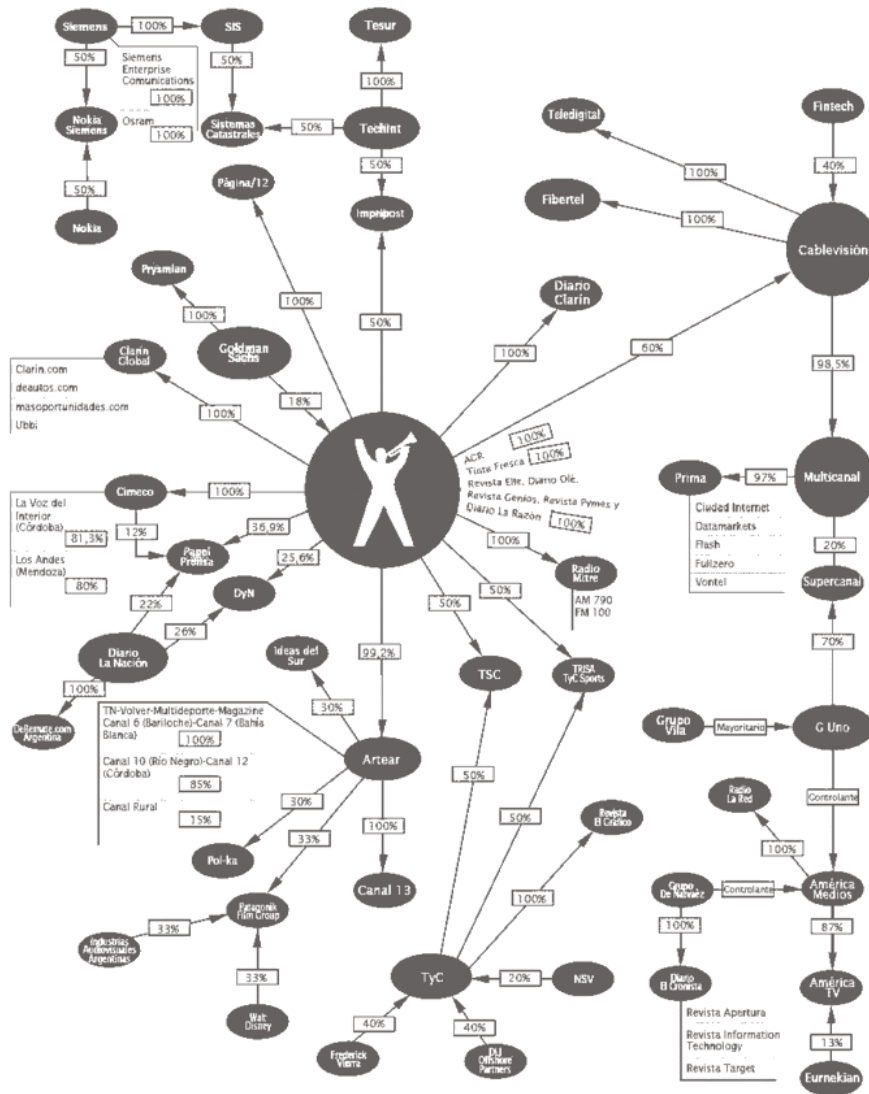 Siemens
100%
SIS
50%
Siemens
Enterprise
Comunications
100%
Osram
100%
Nokia
Siemens
50%
Nokia
50%
Sistemas
Catastrales
50%
Tesur
100%
Techint
50%
Impripost
Página/12
100%
50%
Teledigital
100%
Fibertel
100%
Fintech
40%
Cablevisión
Prysmian
100%
Goldman
Sachs
18%
Diario
Clarín
100%
60%
98,5%
Clarín
Global
100%
Clarin.com
deautos.com
masoportunidades.com
Ubbi
ACR
100%
Tinta Fresca
100%
Revista Elle, Diario Olé,
Revista Genios, Revista Pymes y
Diario La Razón
100%
Prima
97%
Multicanal
Ciudad Internet
Datamarkets
Flash
Fullzero
Vontel
20%
Supercanal
70%
Cimeco
100%
La Voz del
Interior
(Córdoba)
81,3%
Los Andes
(Mendoza)
80%
12%
Papel
Prensa
36,9%
25,6%
DyN
22%
26%
Diario
La Nación
100%
DeRemate.com
Argentina
100%
Radio
Mitre
AM 790
FM 100
50%
50%
TSC
TRISA
TyC Sports
99,2%
Ideas del
Sur
30%
Artear
TN-Volver-Multideporte-Magazine
Canal 6 (Bariloche)-Canal 7 (Bahía
Blanca)
100%
Canal 10 (Río Negro)-Canal 12
(Córdoba)
85%
Canal Rural
15%
30%
Pol-ka
33%
100%
Canal 13
Patagonik
Film Group
33%
Industrias
Audiovisuales
Argentinas
33%
Walt
Disney
50%
50%
Revista
El Gráfico
100%
TyC
20%
NSV
40%
Frederick
Vierra
40%
DLJ
Offshore
Partners
Grupo
Vila
Mayoritario
G Uno
Controlante
Radio
La Red
100%
Grupo
De Narvaéz
Controlante
América
Medios
100%
87%
Diario
El Cronista
América
TV
Revista Apertura
Revista Information
Technology
Revista Target
13%
Eurnekian